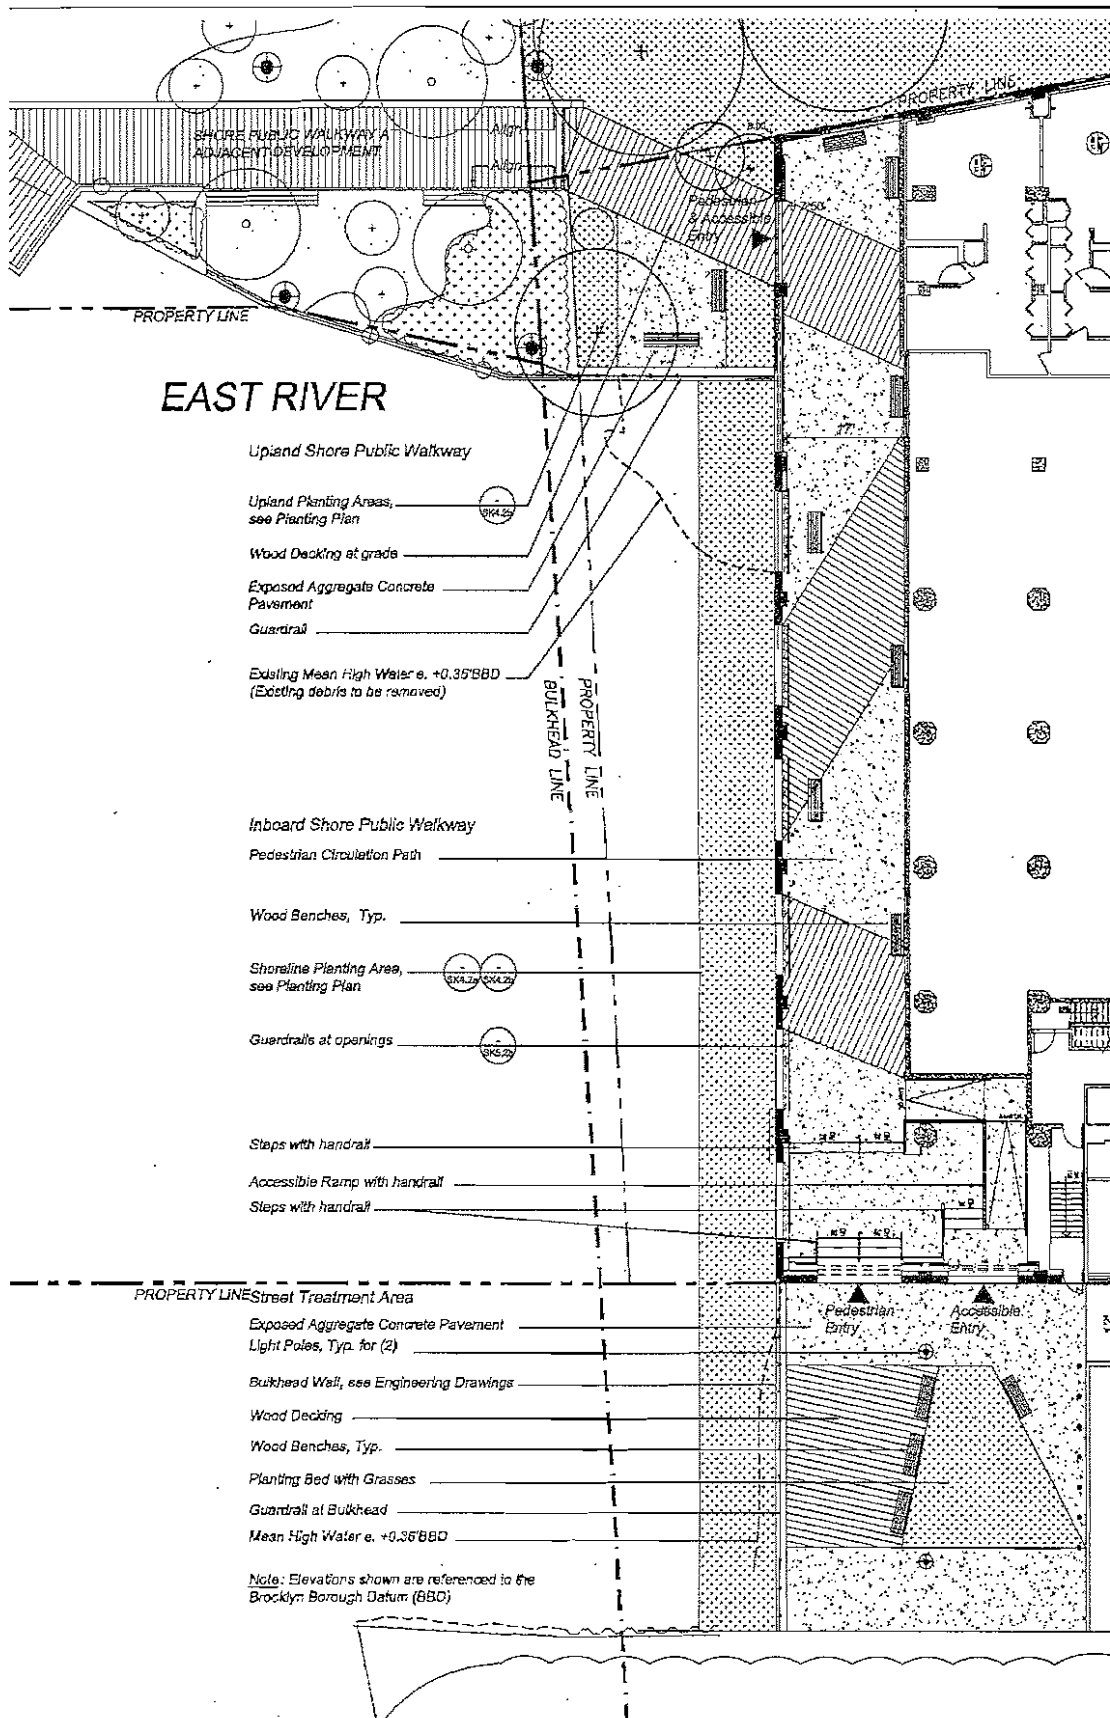 PROPERTY LINE
SHORE PUBLIC WALKWAY A
ADJACENT DEVELOPMENT
Align
Align
Pedestrian
& Accessible
Entry
PROPERTY LINE
EAST RIVER
Upland Shore Public Walkway
Upland Planting Areas,
see Planting Plan
Wood Decking at grade
Exposed Aggregate Concrete
Pavement
Guardrail
Existing Mean High Water e. +0.35'BBD
(Existing debris to be removed)
BULKHEAD LINE
PROPERTY LINE
17'
Inboard Shore Public Walkway
Pedestrian Circulation Path
Wood Benches, Typ.
Shoreline Planting Area,
see Planting Plan
SK4.2a
SK4.2b
Guardrails at openings
Steps with handrail
Accessible Ramp with handrail
Steps with handrail
PROPERTY LINE
Street Treatment Area
Exposed Aggregate Concrete Pavement
Pedestrian
Entry
Accessible
Entry
Light Poles, Typ. for (2)
Bulkhead Wall, see Engineering Drawings
Wood Decking
Wood Benches, Typ.
Planting Bed with Grasses
Guardrail at Bulkhead
Mean High Water e. +0.35'BBD
Note: Elevations shown are referenced to the
Brooklyn Borough Datum (BBD)